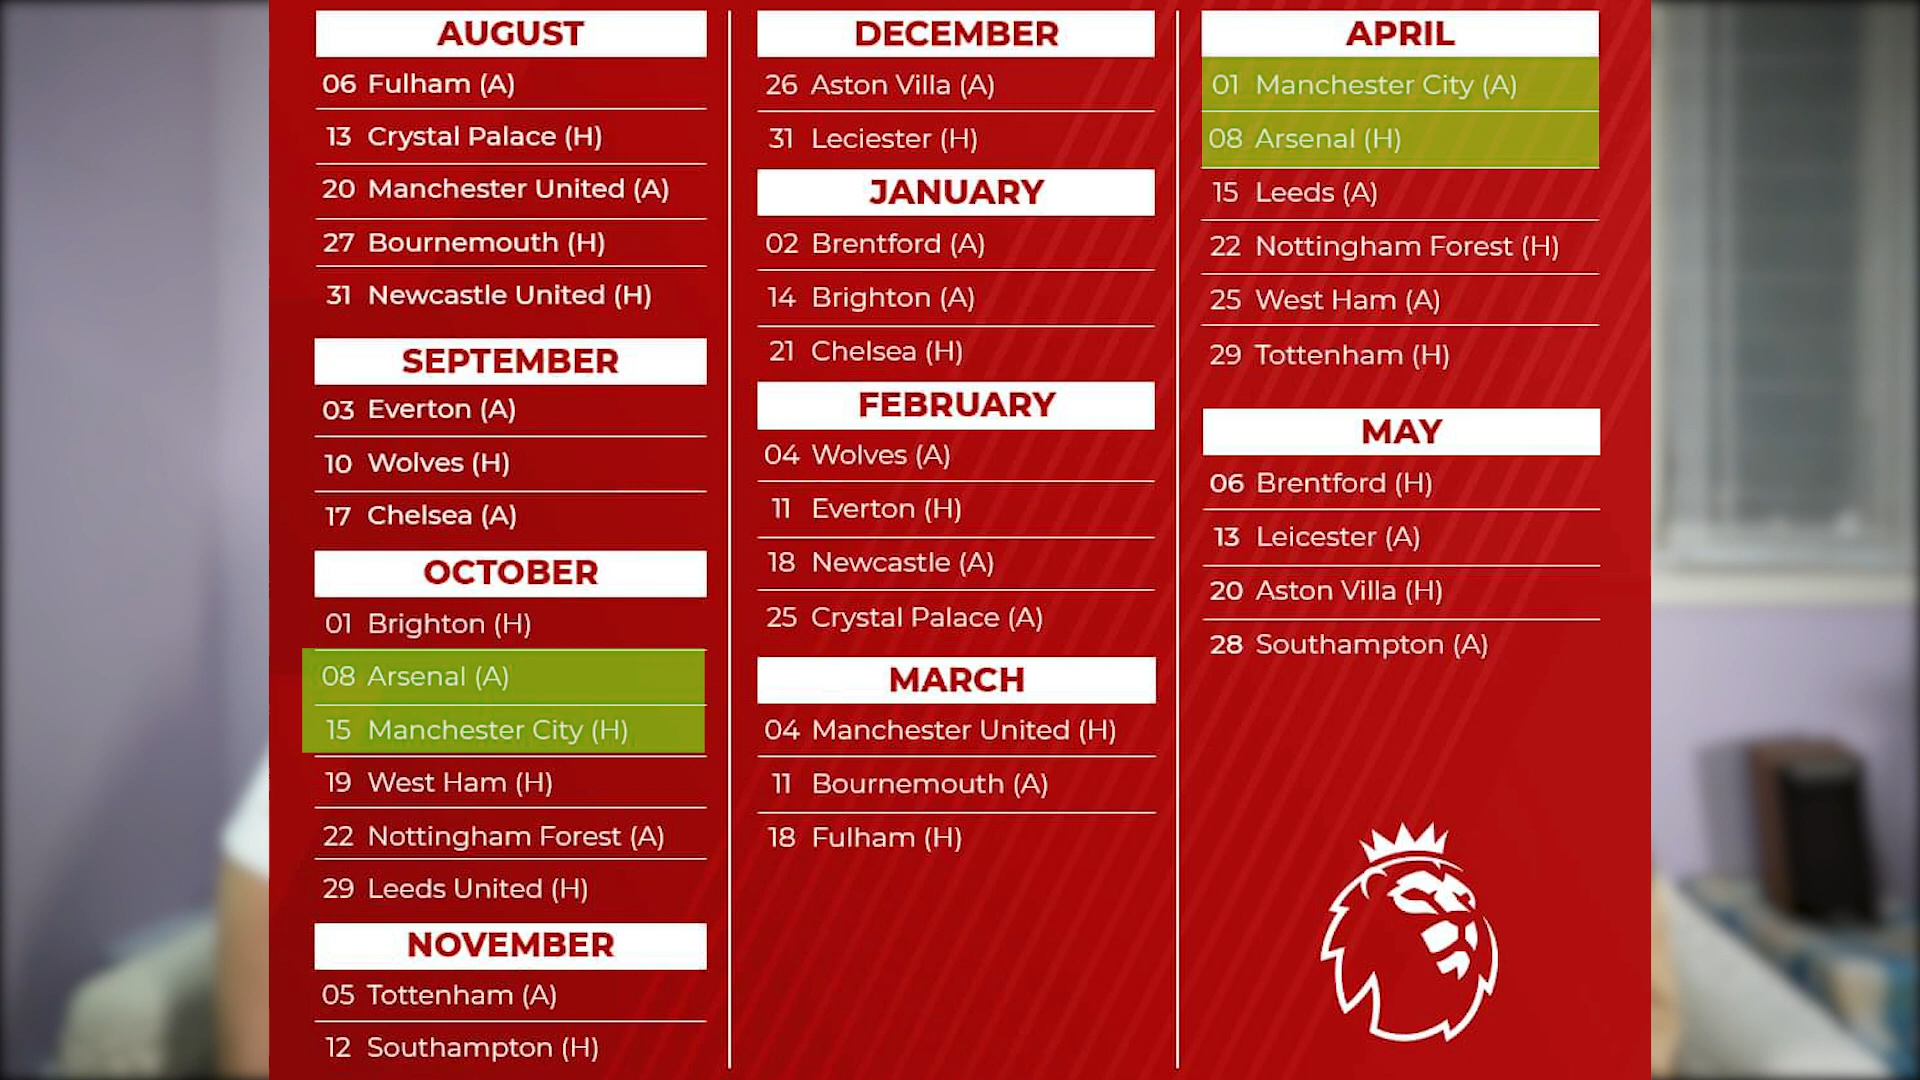 AUGUST
06 Fulham (A)
13 Crystal Palace (H)
20 Manchester United (A)
27 Bournemouth (H)
31 Newcastle United (H)
SEPTEMBER
03 Everton (A)
10 Wolves (H)
17 Chelsea (A)
OCTOBER
01 Brighton (H)
08 Arsenal (A)
15 Manchester City (H)
19 West Ham (H)
22 Nottingham Forest (A)
29 Leeds United (H)
NOVEMBER
05 Tottenham (A)
12 Southampton (H)
DECEMBER
26 Aston Villa (A)
31 Leciester (H)
JANUARY
02 Brentford (A)
14 Brighton (A)
21 Chelsea (H)
FEBRUARY
04 Wolves (A)
11 Everton (H)
18 Newcastle (A)
25 Crystal Palace (A)
MARCH
04 Manchester United (H)
11 Bournemouth (A)
18 Fulham (H)
APRIL
01 Manchester City (A)
08 Arsenal (H)
15 Leeds (A)
22 Nottingham Forest (H)
25 West Ham (A)
29 Tottenham (H)
MAY
06 Brentford (H)
13 Leicester (A)
20 Aston Villa (H)
28 Southampton (A)